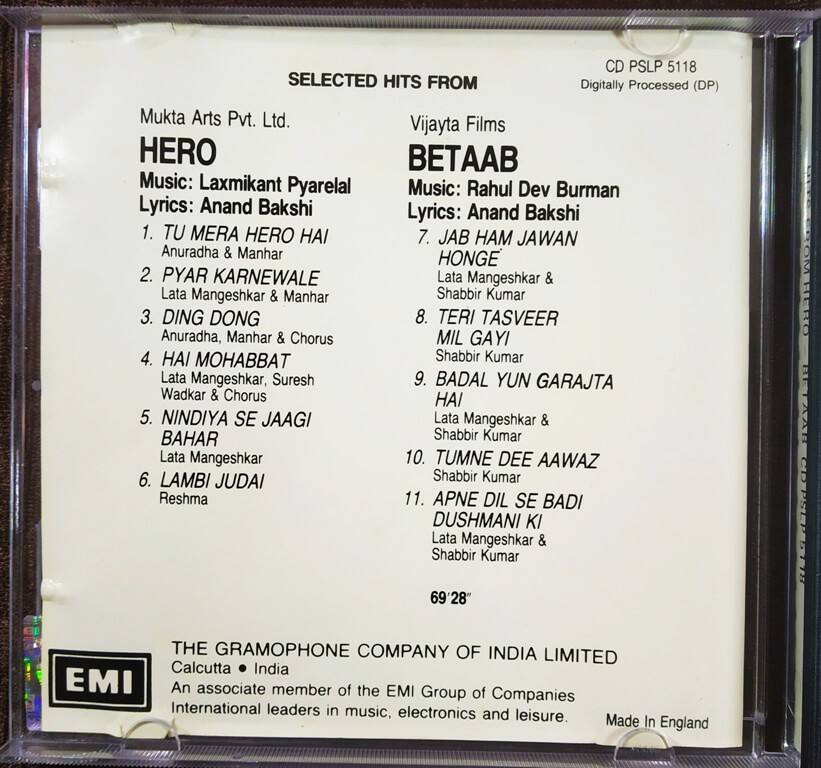 SELECTED HITS FROM
CD PSLP 5118
Digitally Processed (DP)
Mukta Arts Pvt. Ltd.
HERO
Music: Laxmikant Pyarelal
Lyrics: Anand Bakshi
1. TU MERA HERO HAI
Anuradha & Manhar
2. PYAR KARNEWALE
Lata Mangeshkar & Manhar
3. DING DONG
Anuradha, Manhar & Chorus
4. HAI MOHABBAT
Lata Mangeshkar, Suresh
Wadkar & Chorus
5. NINDIYA SE JAAGI
BAHAR
Lata Mangeshkar
6. LAMBI JUDAI
Reshma
Vijayta Films
BETAAB
Music: Rahul Dev Burman
Lyrics: Anand Bakshi
7. JAB HAM JAWAN
HONGE
Lata Mangeshkar &
Shabbir Kumar
8. TERI TASVEER
MIL GAYI
Shabbir Kumar
9. BADAL YUN GARAJTA
HAI
Lata Mangeshkar &
Shabbir Kumar
10. TUMNE DEE AAWAZ
Shabbir Kumar
11. APNE DIL SE BADI
DUSHMANI KI
Lata Mangeshkar &
Shabbir Kumar
69'28"
EMI
THE GRAMOPHONE COMPANY OF INDIA LIMITED
Calcutta • India
An associate member of the EMI Group of Companies
International leaders in music, electronics and leisure.
Made In England
HITS FROM HERO - BETAAB CD PSLP 5118